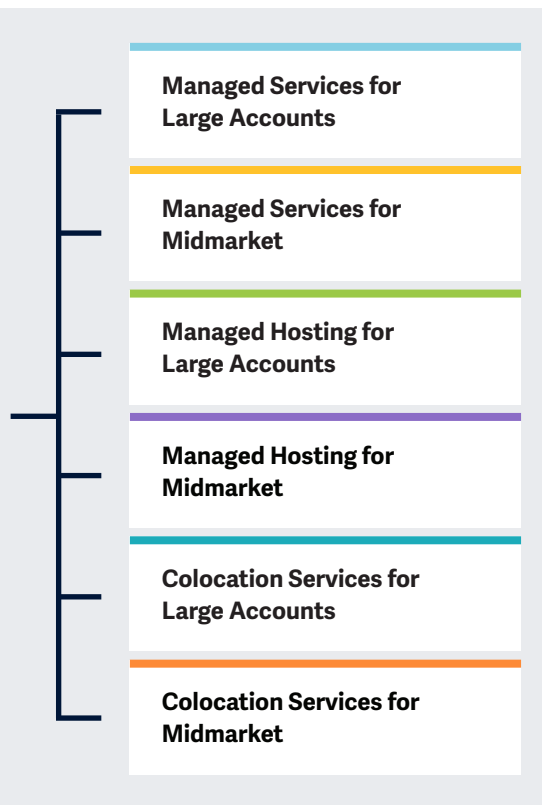 Managed Services for
Large Accounts
Managed Services for
Midmarket
Managed Hosting for
Large Accounts
Managed Hosting for
Midmarket
Colocation Services for
Large Accounts
Colocation Services for
Midmarket